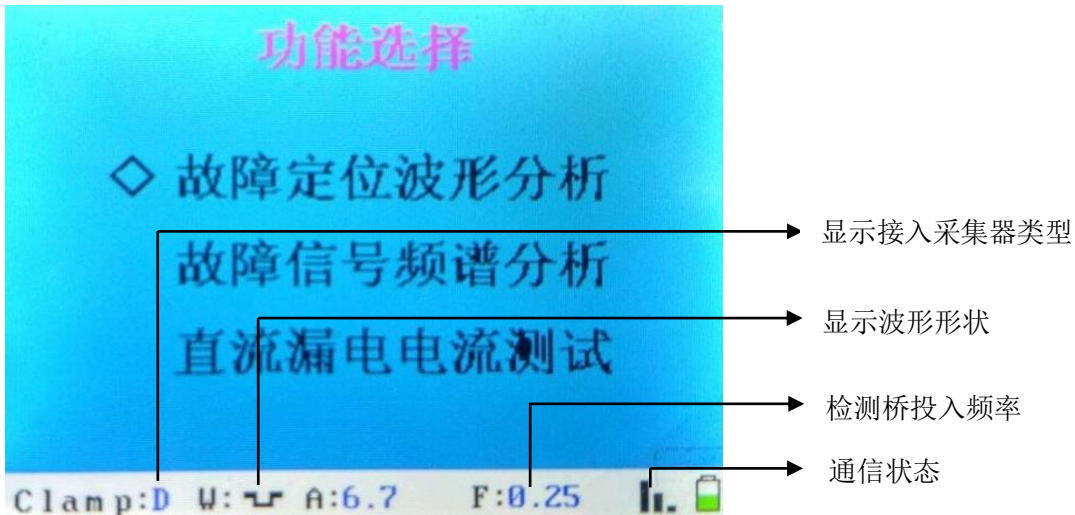 功能选择
◇ 故障定位波形分析
故障信号频谱分析
直流漏电电流测试
Clamp:D W: A:6.7 F:0.25
显示接入采集器类型
显示波形形状
检测桥投入频率
通信状态